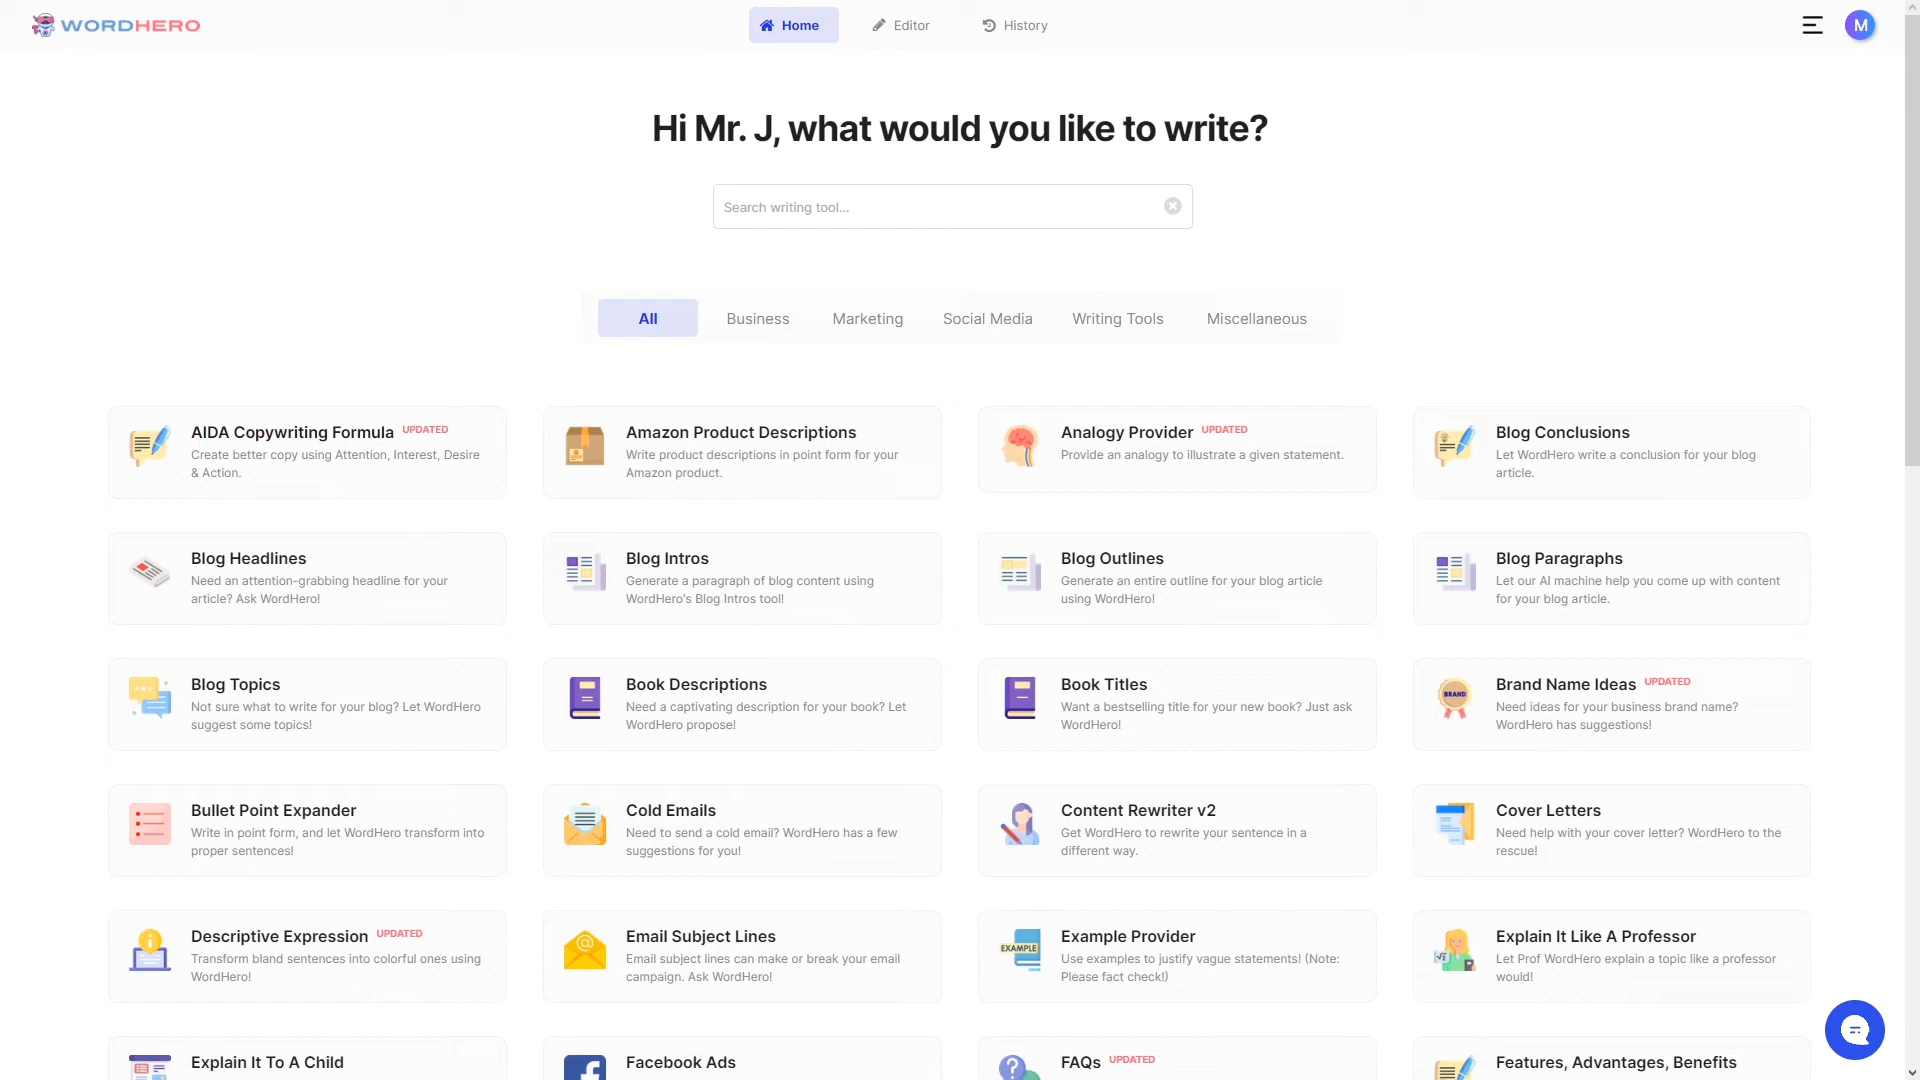 WORDHERO
Home
Editor
History
M
Hi Mr. J, what would you like to write?
Search writing tool...
All
Business
Marketing
Social Media
Writing Tools
Miscellaneous
AIDA Copywriting Formula UPDATED
Create better copy using Attention, Interest, Desire
& Action.
Amazon Product Descriptions
Write product descriptions in point form for your
Amazon product.
Analogy Provider UPDATED
Provide an analogy to illustrate a given statement.
Blog Conclusions
Let WordHero write a conclusion for your blog
article.
Blog Headlines
Need an attention-grabbing headline for your
article? Ask WordHero!
Blog Intros
Generate a paragraph of blog content using
WordHero's Blog Intros tool!
Blog Outlines
Generate an entire outline for your blog article
using WordHero!
Blog Paragraphs
Let our AI machine help you come up with content
for your blog article.
Blog Topics
Not sure what to write for your blog? Let WordHero
suggest some topics!
Book Descriptions
Need a captivating description for your book? Let
WordHero propose!
Book Titles
Want a bestselling title for your new book? Just ask
WordHero!
BRAND
Brand Name Ideas UPDATED
Need ideas for your business brand name?
WordHero has suggestions!
Bullet Point Expander
Write in point form, and let WordHero transform into
proper sentences!
Cold Emails
Need to send a cold email? WordHero has a few
suggestions for you!
Content Rewriter v2
Get WordHero to rewrite your sentence in a
different way.
Cover Letters
Need help with your cover letter? WordHero to the
rescue!
Descriptive Expression UPDATED
Transform bland sentences into colorful ones using
WordHero!
Email Subject Lines
Email subject lines can make or break your email
campaign. Ask WordHero!
EXAMPLE
Example Provider
Use examples to justify vague statements! (Note:
Please fact check!)
Explain It Like A Professor
Let Prof WordHero explain a topic like a professor
would!
Explain It To A Child
Facebook Ads
FAQs UPDATED
Features, Advantages, Benefits